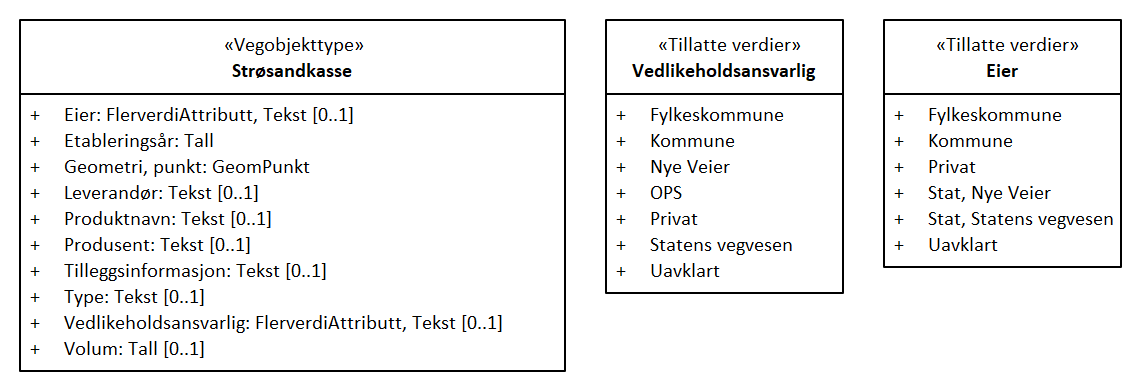 «Vegobjekttype»
Strøsandkasse
+ Eier: FlerverdiAttributt, Tekst [0..1]
+ Etableringsår: Tall
+ Geometri, punkt: GeomPunkt
+ Leverandør: Tekst [0..1]
+ Produktnavn: Tekst [0..1]
+ Produsent: Tekst [0..1]
+ Tilleggsinformasjon: Tekst [0..1]
+ Type: Tekst [0..1]
+ Vedlikeholdsansvarlig: FlerverdiAttributt, Tekst [0..1]
+ Volum: Tall [0..1]
«Tillatte verdier»
Vedlikeholdsansvarlig
+ Fylkeskommune
+ Kommune
+ Nye Veier
+ OPS
+ Privat
+ Statens vegvesen
+ Uavklart
«Tillatte verdier»
Eier
+ Fylkeskommune
+ Kommune
+ Privat
+ Stat, Nye Veier
+ Stat, Statens vegvesen
+ Uavklart